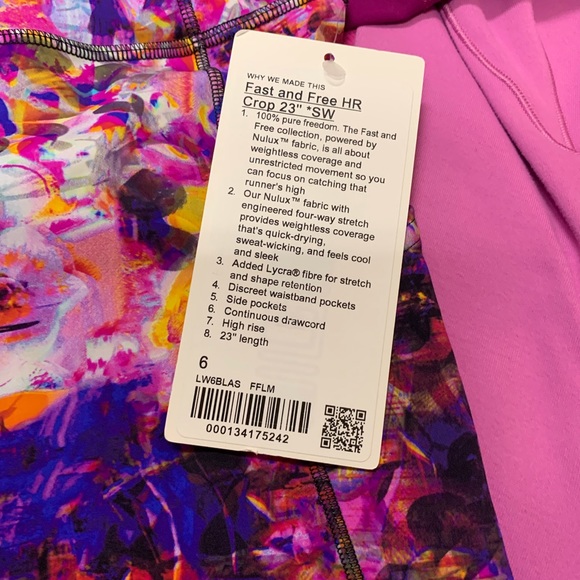 WHY WE MADE THIS
Fast and Free HR
Crop 23" *SW
1. 100% pure freedom. The Fast and
Free collection, powered by
Nulux™ fabric, is all about
weightless coverage and
unrestricted movement so you
can focus on catching that
runner's high
2. Our Nulux™ fabric with
engineered four-way stretch
provides weightless coverage
that's quick-drying,
sweat-wicking, and feels cool
and sleek
3. Added Lycra® fibre for stretch
and shape retention
4. Discreet waistband pockets
5. Side pockets
6. Continuous drawcord
7. High rise
8. 23" length
6
LW6BLAS FFLM
000134175242